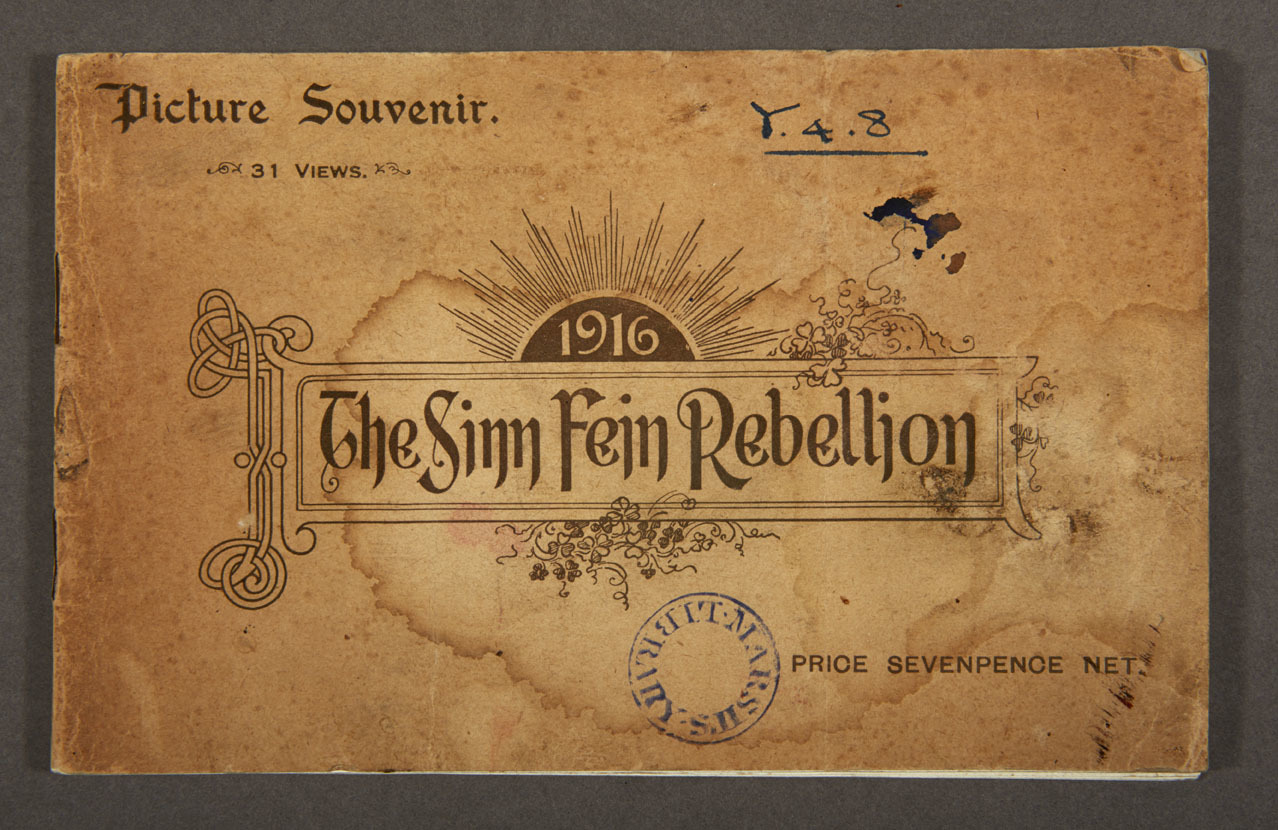 Picture Souvenir.
31 VIEWS.
Y.4.8
1916
The Sinn Fein Rebellion
MARSH'S LIBRARY
PRICE SEVENPENCE NET.